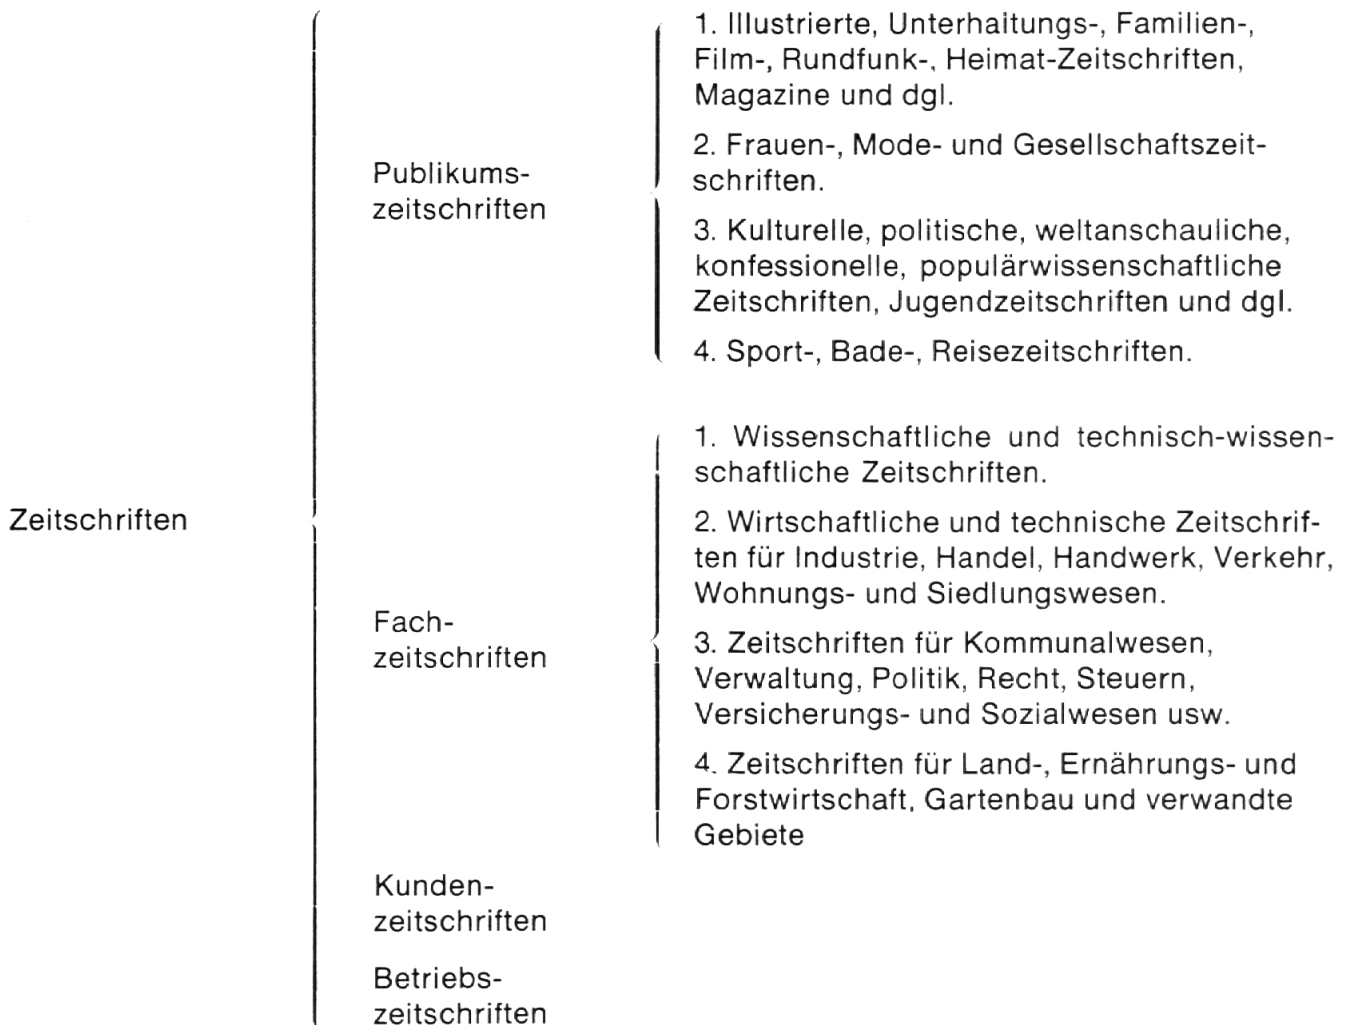 Zeitschriften
Publikums-
zeitschriften
1. Illustrierte, Unterhaltungs-, Familien-,
Film-, Rundfunk-, Heimat-Zeitschriften,
Magazine und dgl.
2. Frauen-, Mode- und Gesellschaftszeit-
schriften.
3. Kulturelle, politische, weltanschauliche,
konfessionelle, populärwissenschaftliche
Zeitschriften, Jugendzeitschriften und dgl.
4. Sport-, Bade-, Reisezeitschriften.
Fach-
zeitschriften
1. Wissenschaftliche und technisch-wissen-
schaftliche Zeitschriften.
2. Wirtschaftliche und technische Zeitschrif-
ten für Industrie, Handel, Handwerk, Verkehr,
Wohnungs- und Siedlungswesen.
3. Zeitschriften für Kommunalwesen,
Verwaltung, Politik, Recht, Steuern,
Versicherungs- und Sozialwesen usw.
4. Zeitschriften für Land-, Ernährungs- und
Forstwirtschaft, Gartenbau und verwandte
Gebiete
Kunden-
zeitschriften
Betriebs-
zeitschriften